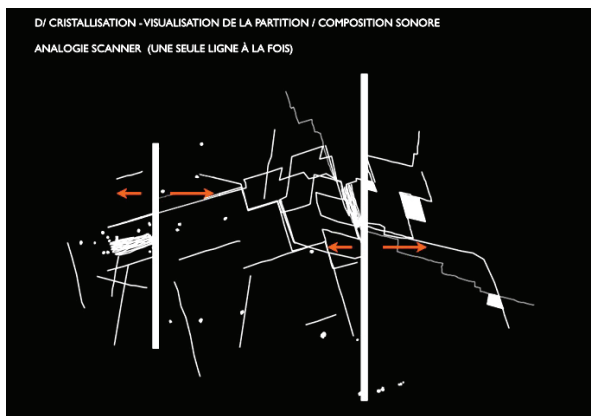 D/ CRISTALLISATION - VISUALISATION DE LA PARTITION / COMPOSITION SONORE
ANALOGIE SCANNER (UNE SEULE LIGNE À LA FOIS)